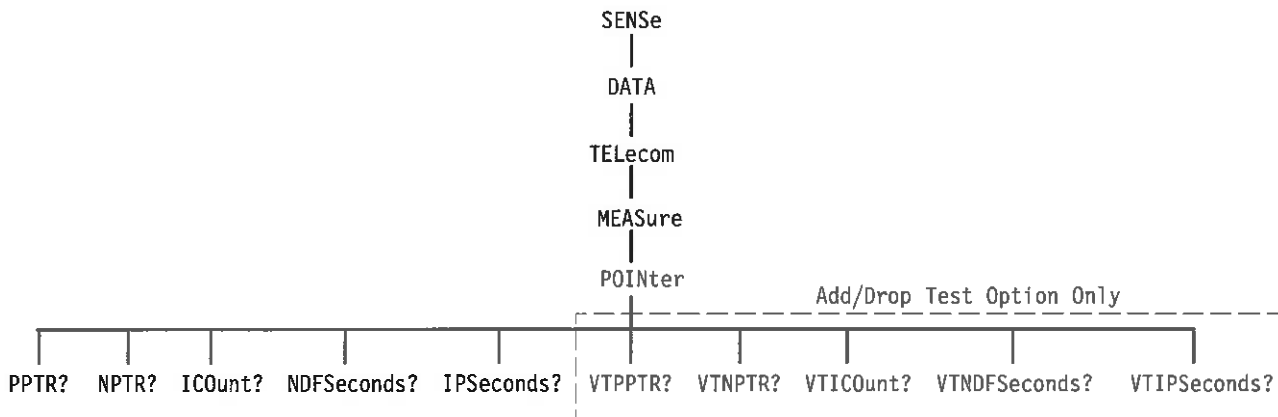 SENSe
DATA
TELecom
MEASure
POINter
Add/Drop Test Option Only
PPTR? NPTR? ICOunt? NDFSeconds? IPSeconds? VTPPTR? VTNPTR? VTICOunt? VTNDFSeconds? VTIPSeconds?